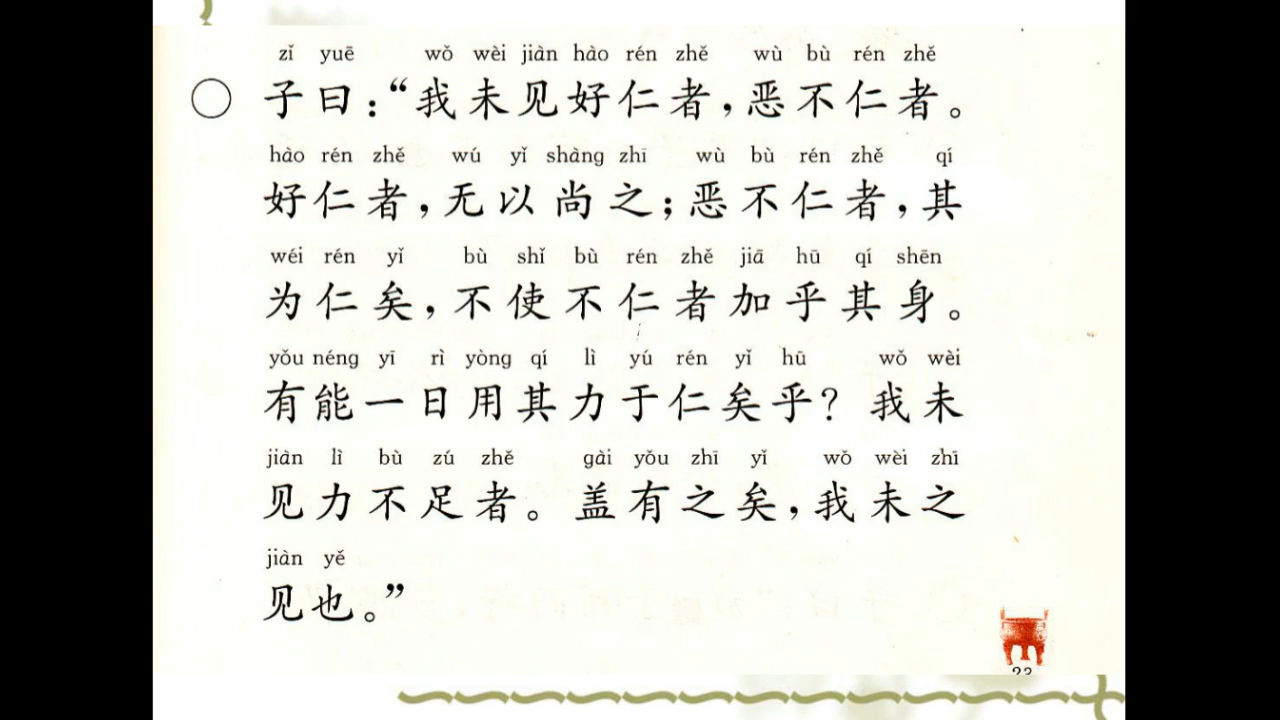 zǐ yuē wǒ wèi jiàn hào rén zhě wù bù rén zhě
○ 子曰：“我未见好仁者，恶不仁者。
hào rén zhě wú yǐ shàng zhī wù bù rén zhě qí
好仁者，无以尚之；恶不仁者，其
wéi rén yǐ bù shǐ bù rén zhě jiā hū qí shēn
为仁矣，不使不仁者加乎其身。
yǒu néng yī rì yòng qí lì yú rén yǐ hū wǒ wèi
有能一日用其力于仁矣乎？我未
jiàn lì bù zú zhě gài yǒu zhī yǐ wǒ wèi zhī
见力不足者。盖有之矣，我未之
jiàn yě
见也。”
23